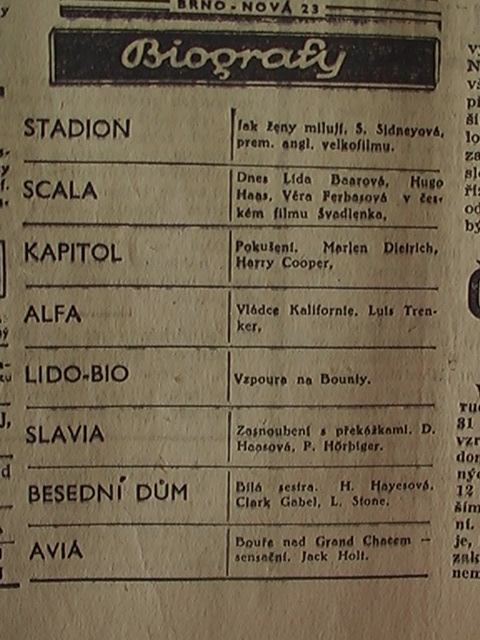 BRNO - NOVÁ 23
Biografy
STADION
Jak ženy milují. S. Sidneyová,
prem. angl. velkofilmu.
SCALA
Dnes Lída Baarová, Hugo
Haas, Věra Ferbasová v čes-
kém filmu Švadlenka,
KAPITOL
Pokušení. Marlen Dietrich,
Harry Cooper,
ALFA
Vládce Kalifornie. Luis Tren-
ker,
LIDO-BIO
Vzpoura na Bounty.
SLAVIA
Zasnoubení s překážkami. D.
Haasová, P. Hörbiger.
BESEDNÍ DŮM
Bílá sestra. H. Hayesová,
Clark Gabel, L. Stone.
AVIA
Bouře nad Grand Chacem –
sensační. Jack Holt.